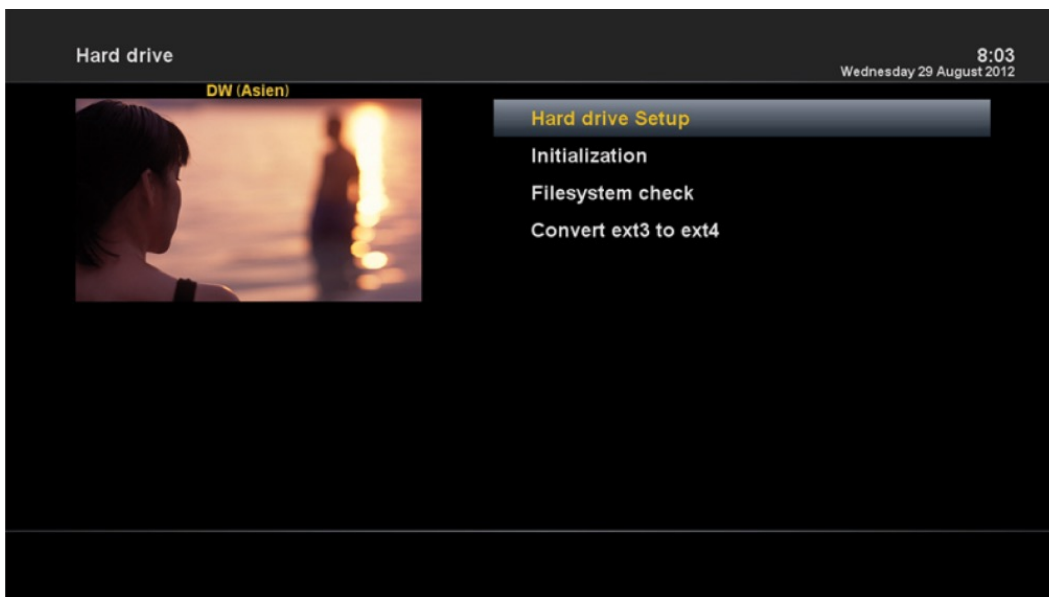 Hard drive
8:03
Wednesday 29 August 2012
DW (Asien)
Hard drive Setup
Initialization
Filesystem check
Convert ext3 to ext4